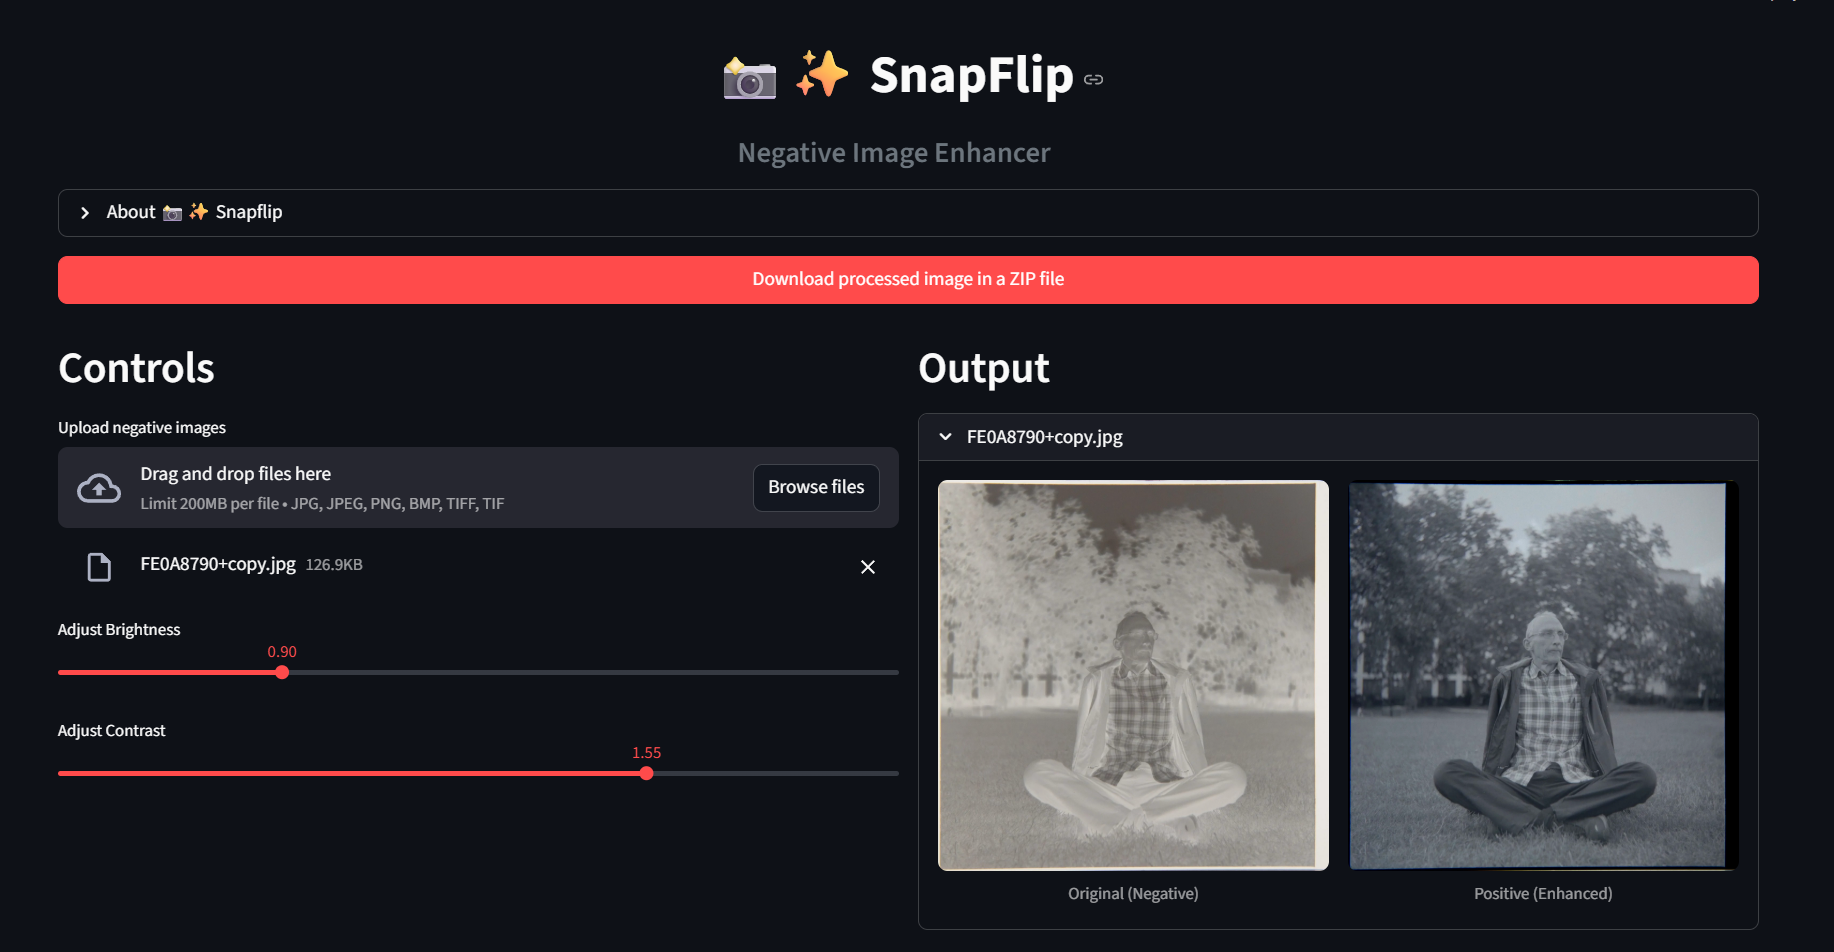 SnapFlip
Negative Image Enhancer
About 📸 ✨ Snapflip
Download processed image in a ZIP file
Controls
Upload negative images
Drag and drop files here
Limit 200MB per file • JPG, JPEG, PNG, BMP, TIFF, TIF
Browse files
FE0A8790+copy.jpg 126.9KB
Adjust Brightness
0.90
Adjust Contrast
1.55
Output
FE0A8790+copy.jpg
Original (Negative)
Positive (Enhanced)